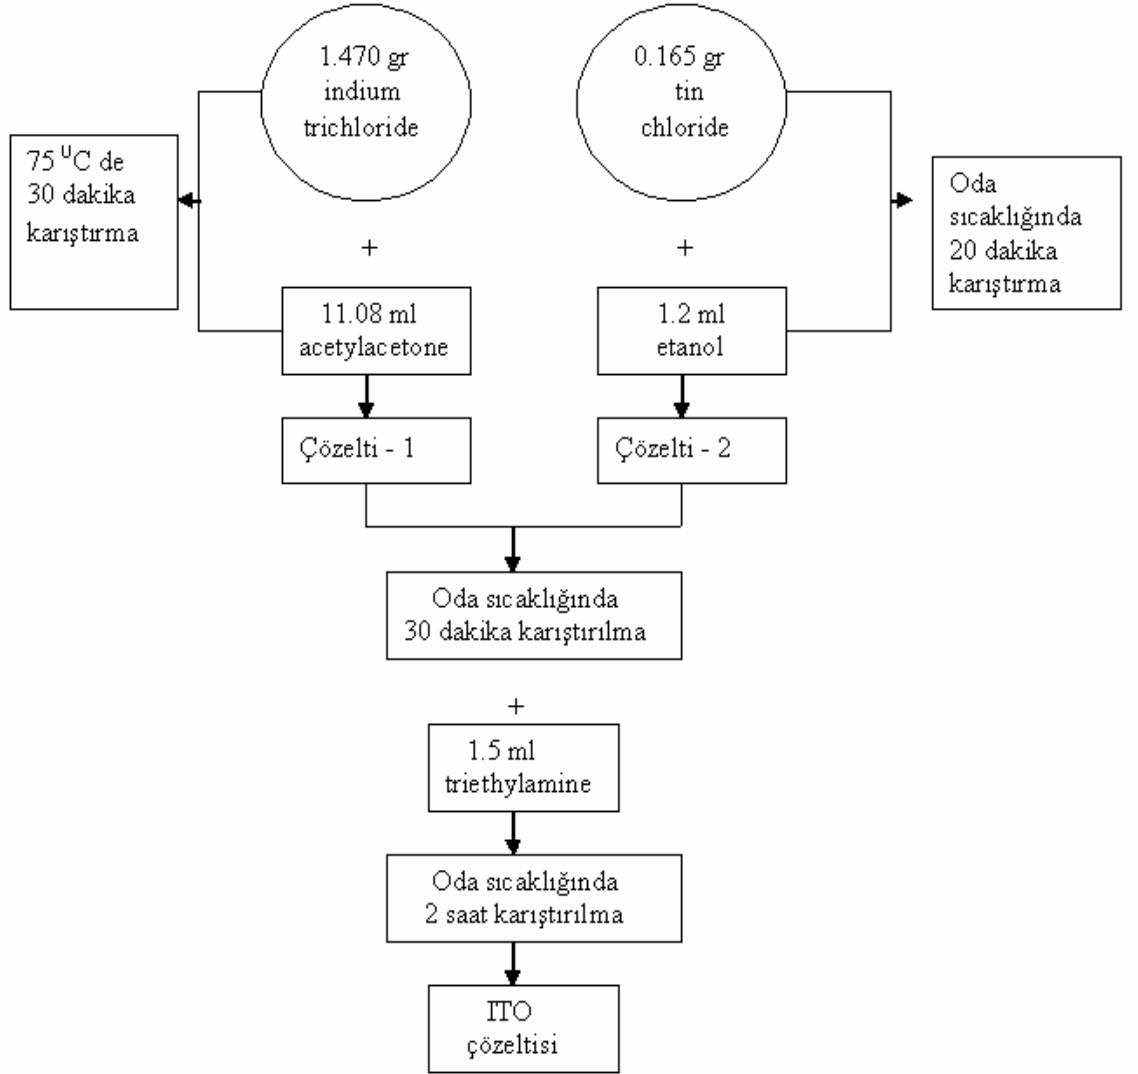 1.470 gr
indium
trichloride
0.165 gr
tin
chloride
75 ⁰C de
30 dakika
karıştırma
Oda
sıcaklığında
20 dakika
karıştırma
+
+
11.08 ml
acetylacetone
1.2 ml
etanol
Çözelti - 1
Çözelti - 2
Oda sıcaklığında
30 dakika karıştırılma
+
1.5 ml
triethylamine
Oda sıcaklığında
2 saat karıştırılma
ITO
çözeltisi